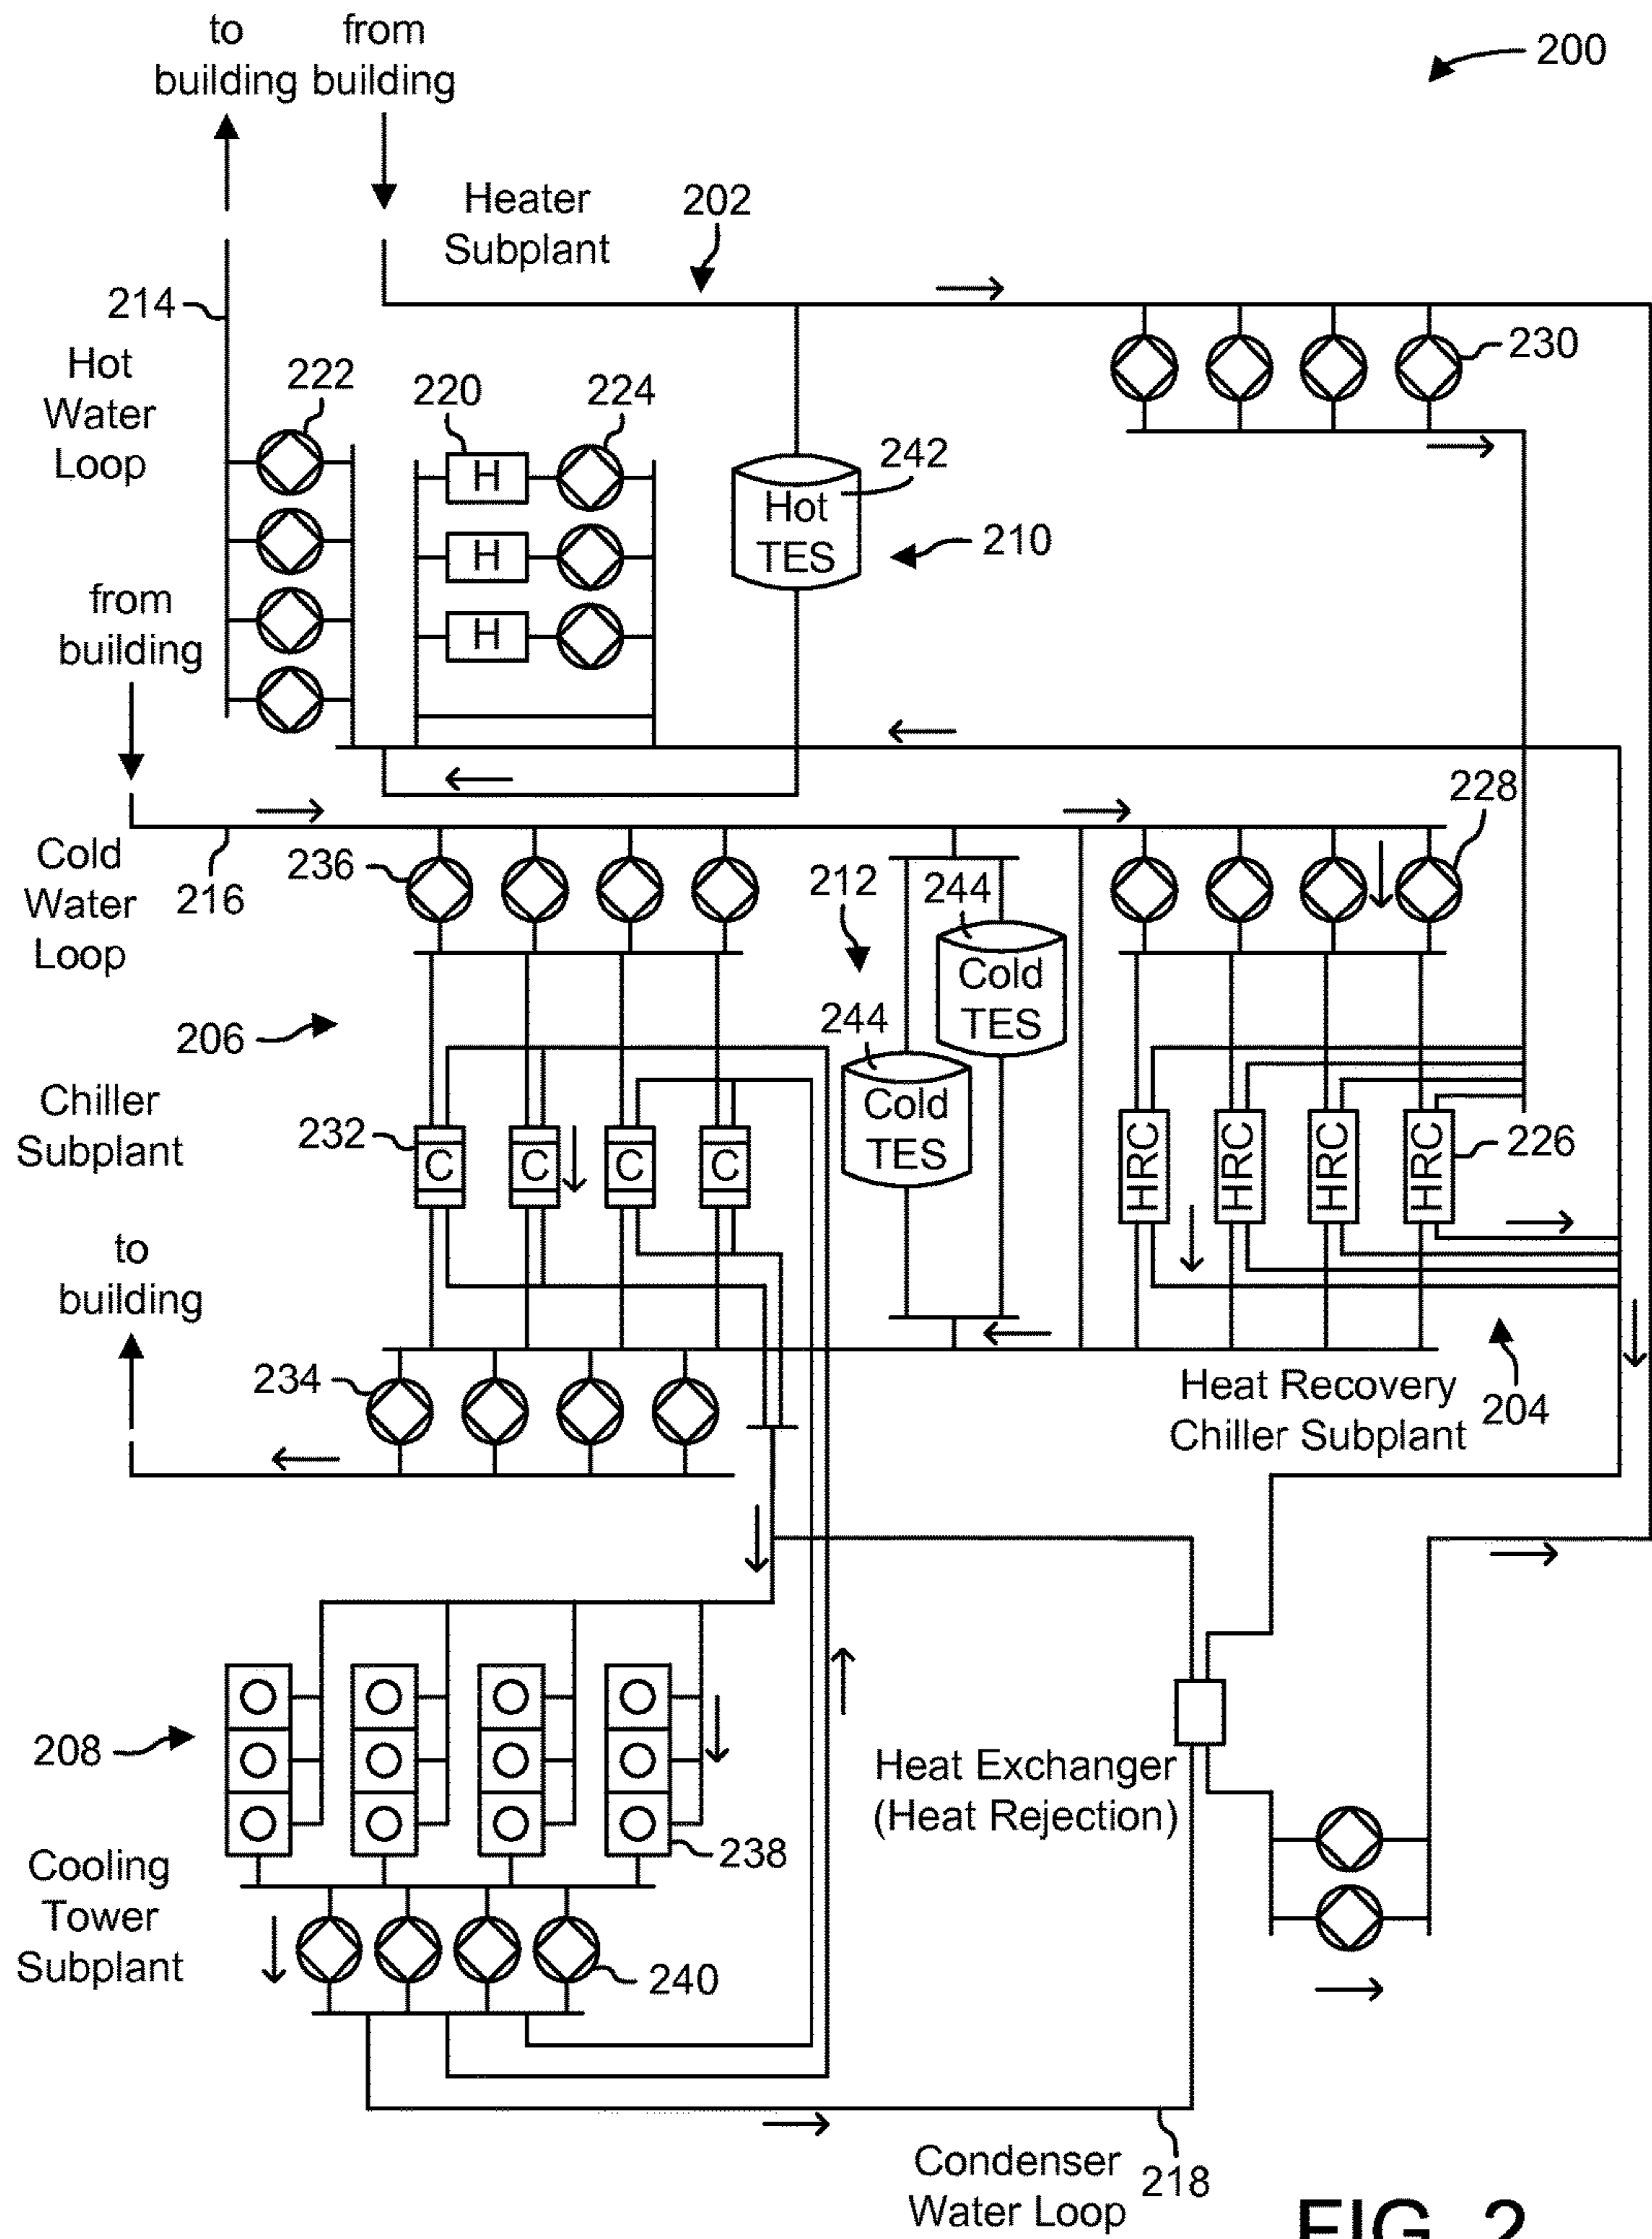 to
building
from
building
200
Heater
Subplant
202
214
Hot
Water
Loop
222
220
224
230
H
H
H
Hot
TES
242
210
from
building
228
Cold
Water
Loop
216
236
212
244
Cold
TES
244
Cold
TES
206
Chiller
Subplant
232
C
C
C
C
HRC
HRC
HRC
HRC
226
to
building
234
Heat Recovery
Chiller Subplant
204
208
Heat Exchanger
(Heat Rejection)
238
Cooling
Tower
Subplant
240
Condenser
Water Loop
218
FIG. 2